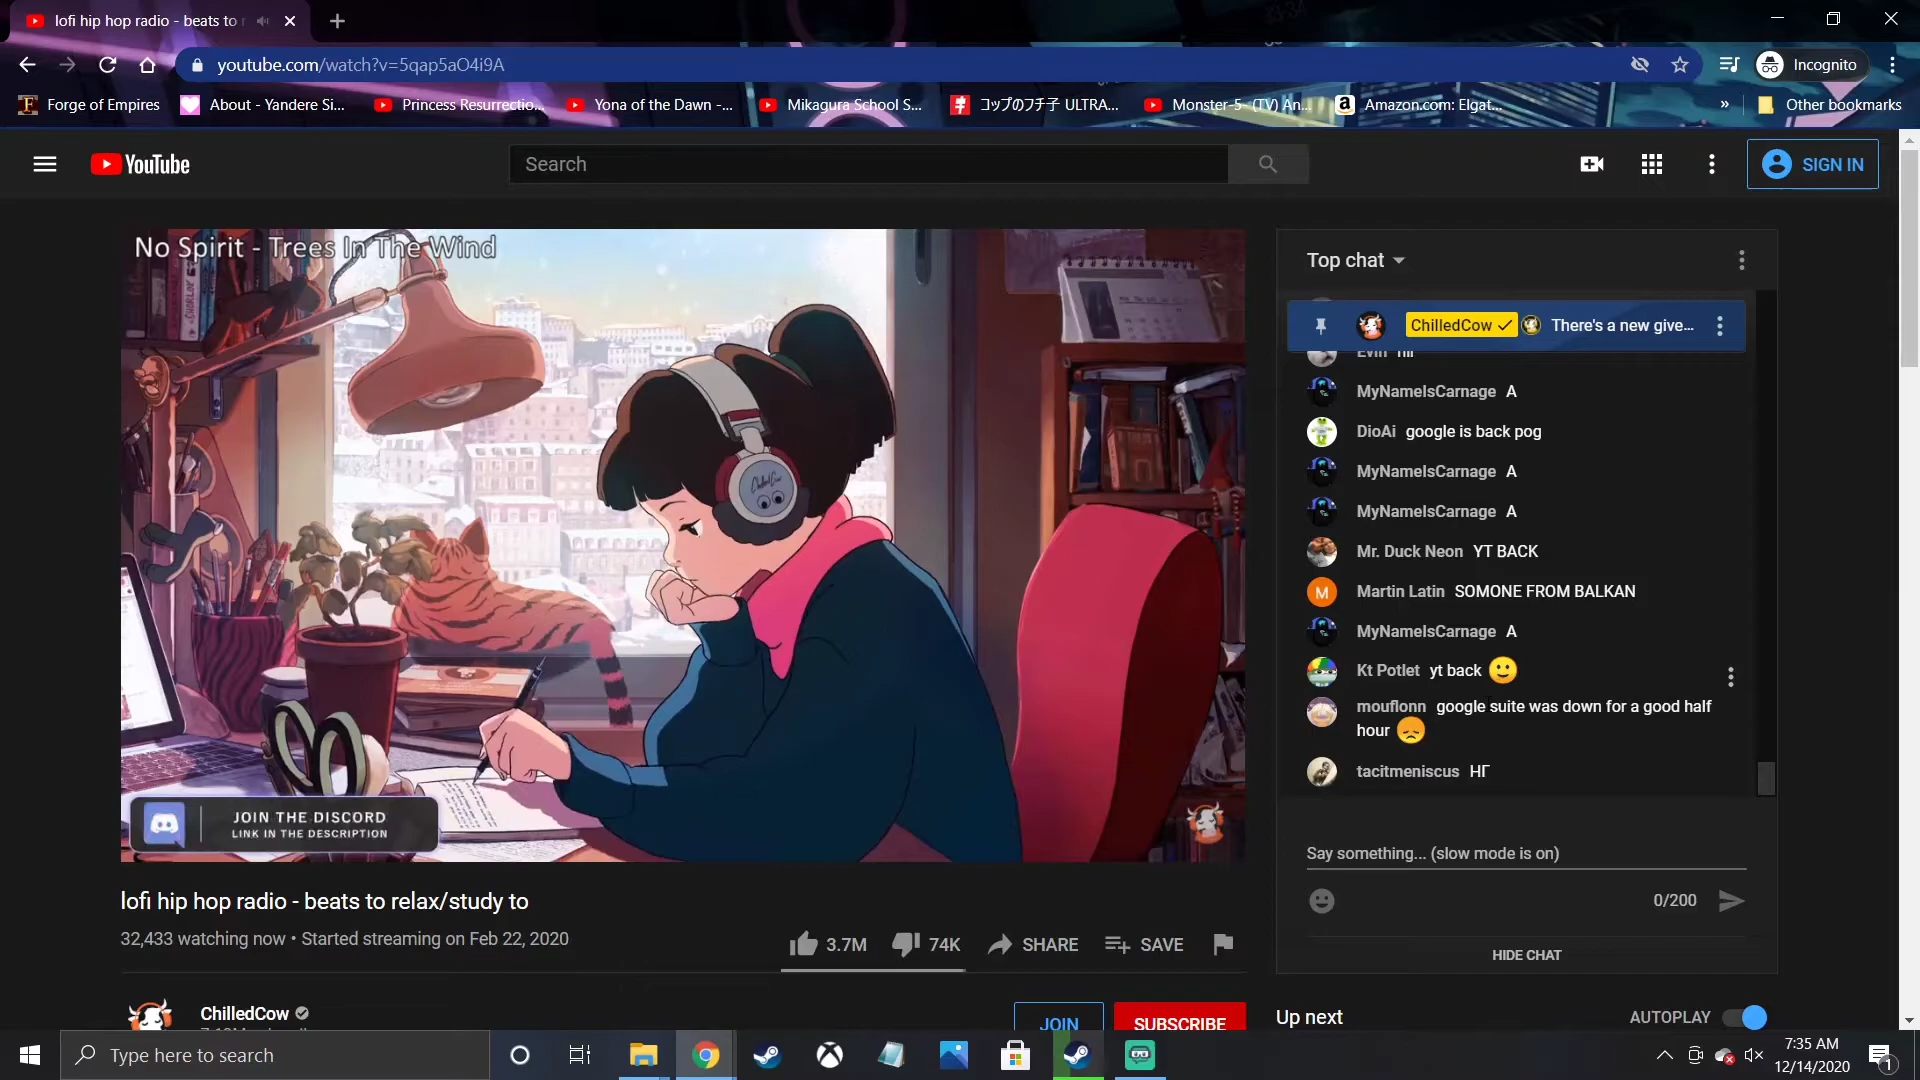 lofi hip hop radio - beats to r
youtube.com/watch?v=5qap5aO4i9A
Incognito
Forge of Empires
About - Yandere Si...
Princess Resurrectio...
Yona of the Dawn -...
Mikagura School S...
コップのフチ子 ULTRA...
Monster-5- (TV) An...
Amazon.com: Elgat...
»
Other bookmarks
YouTube
Search
SIGN IN
No Spirit - Trees In The Wind
JOIN THE DISCORD
LINK IN THE DESCRIPTION
lofi hip hop radio - beats to relax/study to
32,433 watching now • Started streaming on Feb 22, 2020
3.7M
74K
SHARE
SAVE
ChilledCow
JOIN
SUBSCRIBE
Top chat
ChilledCow There's a new give...
MyNameIsCarnage A
DioAi google is back pog
MyNameIsCarnage A
MyNameIsCarnage A
Mr. Duck Neon YT BACK
M Martin Latin SOMONE FROM BALKAN
MyNameIsCarnage A
Kt Potlet yt back 🙂
mouflonn google suite was down for a good half
hour 😞
tacitmeniscus НГ
Say something... (slow mode is on)
0/200
HIDE CHAT
Up next
AUTOPLAY
Type here to search
7:35 AM
12/14/2020
1